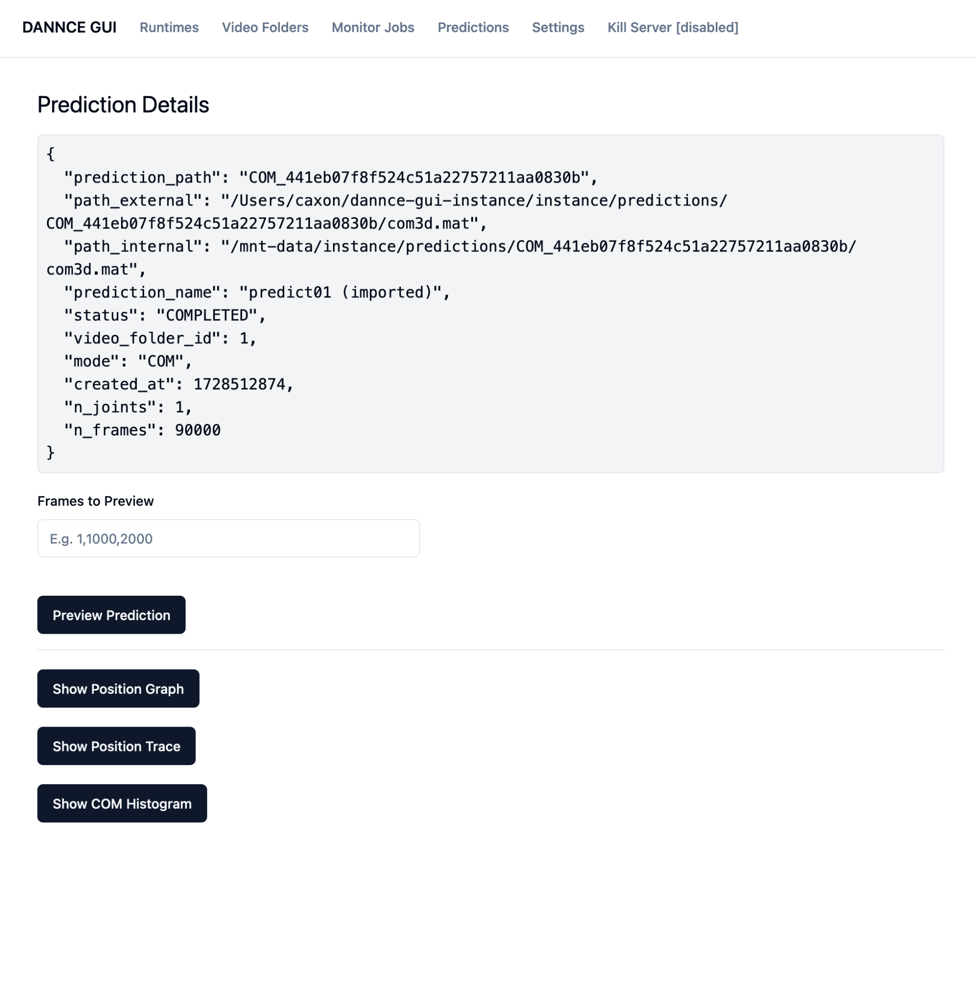 DANNCE GUI Runtimes Video Folders Monitor Jobs Predictions Settings Kill Server [disabled]
Prediction Details
{
  "prediction_path": "COM_441eb07f8f524c51a22757211aa0830b",
  "path_external": "/Users/caxon/dannce-gui-instance/instance/predictions/
COM_441eb07f8f524c51a22757211aa0830b/com3d.mat",
  "path_internal": "/mnt-data/instance/predictions/COM_441eb07f8f524c51a22757211aa0830b/
com3d.mat",
  "prediction_name": "predict01 (imported)",
  "status": "COMPLETED",
  "video_folder_id": 1,
  "mode": "COM",
  "created_at": 1728512874,
  "n_joints": 1,
  "n_frames": 90000
}
Frames to Preview
E.g. 1,1000,2000
Preview Prediction
Show Position Graph
Show Position Trace
Show COM Histogram